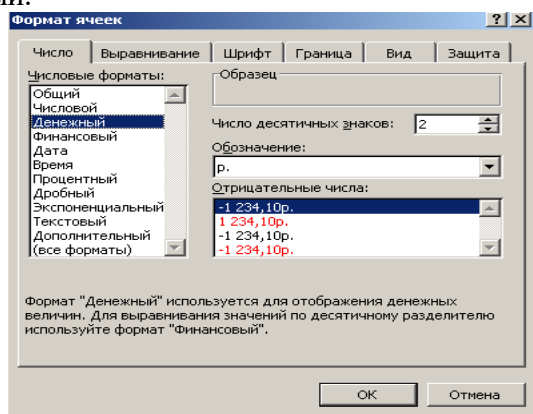 ми.
Формат ячеек
Число Выравнивание Шрифт Граница Вид Защита
Числовые форматы:
Общий
Числовой
Денежный
Финансовый
Дата
Время
Процентный
Дробный
Экспоненциальный
Текстовый
Дополнительный
(все форматы)
Образец
Число десятичных знаков: 2
Обозначение:
р.
Отрицательные числа:
-1 234,10р.
1 234,10р.
-1 234,10р.
-1 234,10р.
Формат "Денежный" используется для отображения денежных
величин. Для выравнивания значений по десятичному разделителю
используйте формат "Финансовый".
ОК Отмена